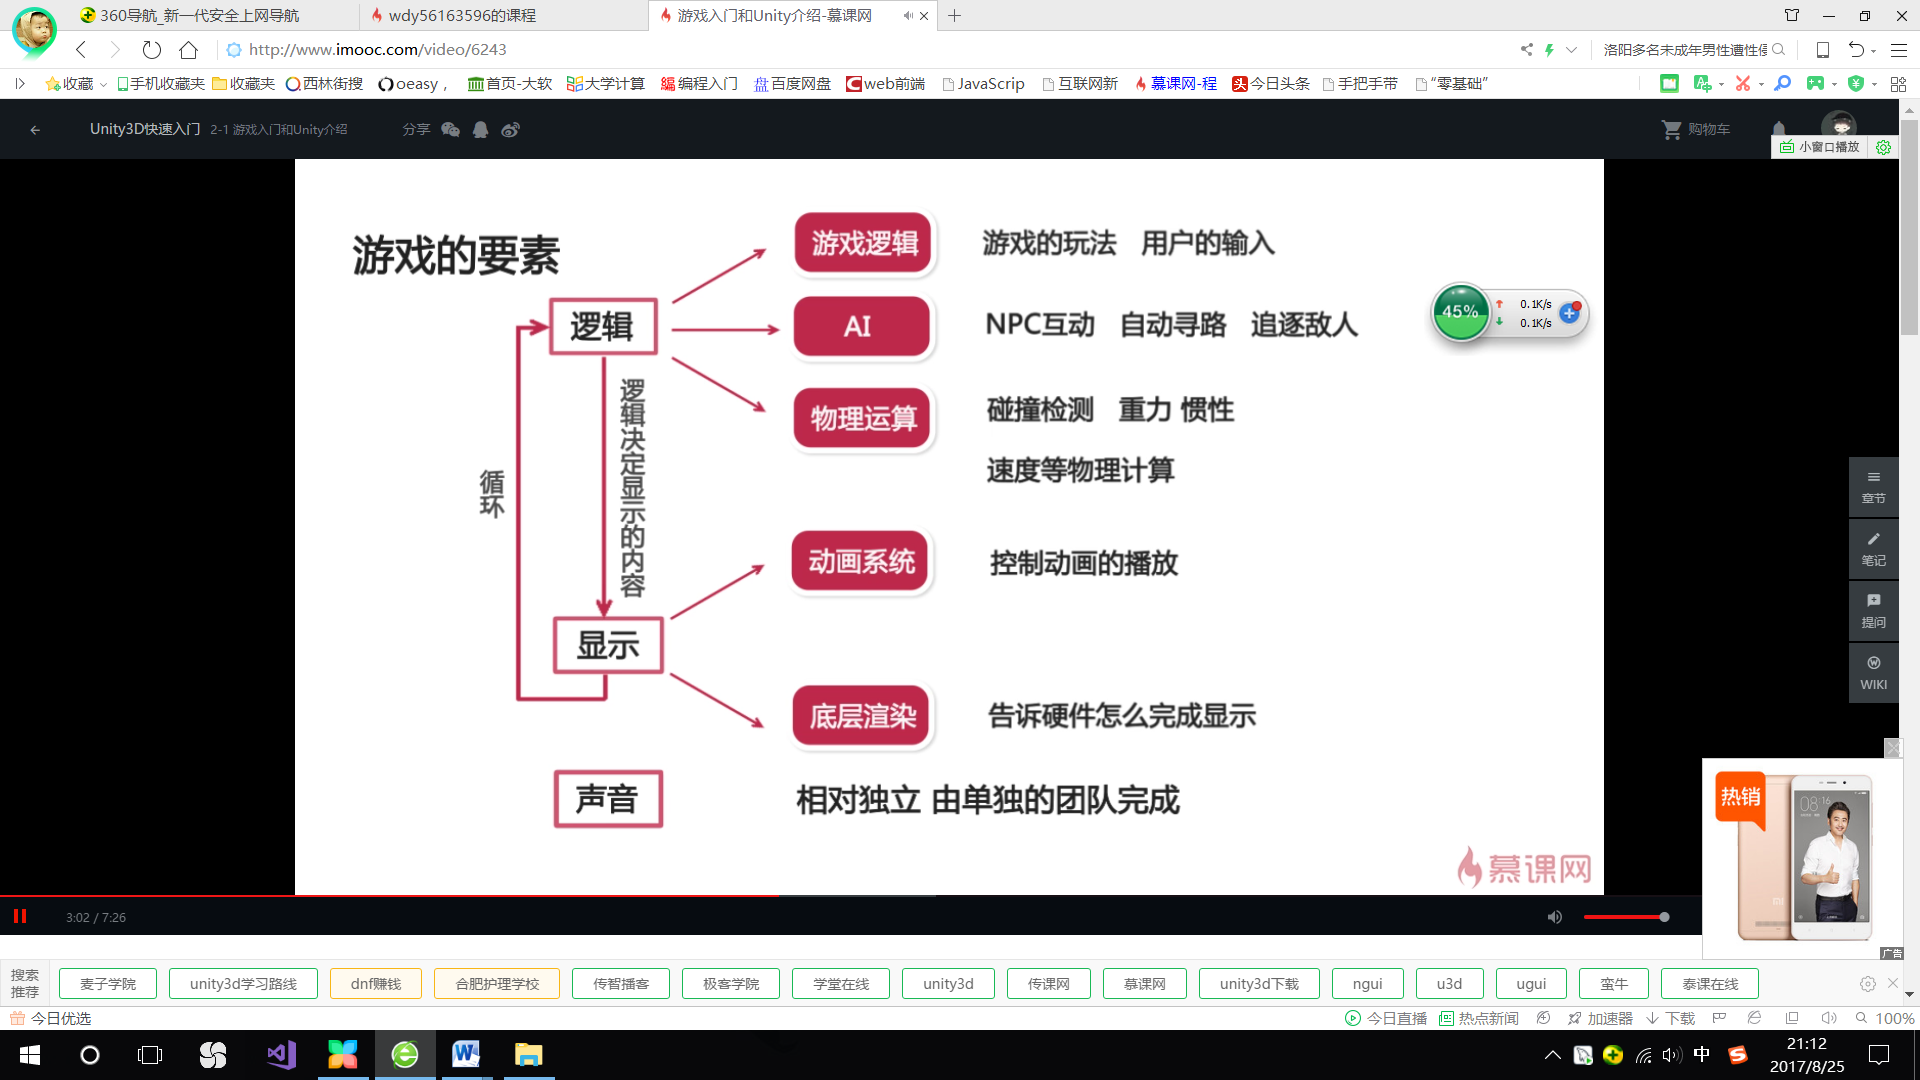 360导航_新一代安全上网导航
wdy56163596的课程
游戏入门和Unity介绍-慕课网
http://www.imooc.com/video/6243
洛阳多名未成年男性遭性
收藏
手机收藏夹
收藏夹
西林街搜
oeasy，
首页-大软
大学计算
编程入门
百度网盘
web前端
JavaScrip
互联网新
慕课网-程
今日头条
手把手带
“零基础”
Unity3D快速入门
2-1 游戏入门和Unity介绍
分享
购物车
小窗口播放
游戏的要素
游戏逻辑
游戏的玩法 用户的输入
逻辑
AI
NPC互动 自动寻路 追逐敌人
45%
0.1K/s
0.1K/s
物理运算
碰撞检测 重力 惯性
速度等物理计算
逻辑决定显示的内容
循环
动画系统
控制动画的播放
显示
底层渲染
告诉硬件怎么完成显示
声音
相对独立 由单独的团队完成
慕课网
章节
笔记
提问
WIKI
热销
08:16
广告
3:02 / 7:26
搜索
推荐
麦子学院
unity3d学习路线
dnf赚钱
合肥护理学校
传智播客
极客学院
学堂在线
unity3d
传课网
慕课网
unity3d下载
ngui
u3d
ugui
蛮牛
泰课在线
今日优选
今日直播
热点新闻
加速器
下载
100%
中
21:12
2017/8/25